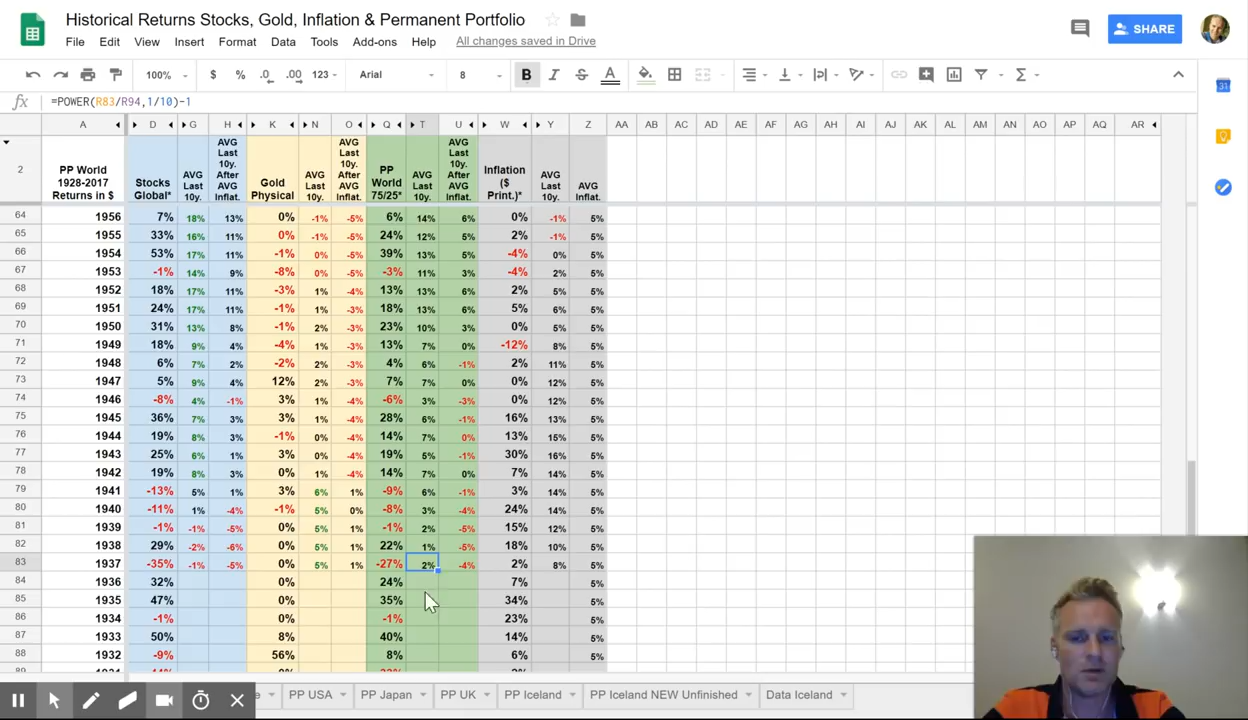 Historical Returns Stocks, Gold, Inflation & Permanent Portfolio
File Edit View Insert Format Data Tools Add-ons Help All changes saved in Drive
SHARE
100% $ % .0 .00 123 Arial 8 B I S A Σ
fx =POWER(R83/R94,1/10)-1
A D G H K N O Q T U W Y Z AA AB AC AD AE AF AG AH AI AJ AK AL AM AN AO AP AQ AR
2 PP World 1928-2017 Returns in $ Stocks Global* AVG Last 10y. AVG Last 10y. After AVG Inflat. Gold Physical AVG Last 10y. AVG Last 10y. After AVG Inflat. PP World 75/25* AVG Last 10y. AVG Last 10y. After AVG Inflat. Inflation ($ Print.)* AVG Last 10y. AVG Inflat.
64 1956 7% 18% 13% 0% -1% -5% 6% 14% 6% 0% -1% 5%
65 1955 33% 16% 11% 0% -1% -5% 24% 12% 5% 2% -1% 5%
66 1954 53% 17% 11% -1% 0% -5% 39% 13% 5% -4% 0% 5%
67 1953 -1% 14% 9% -8% 0% -5% -3% 11% 3% -4% 2% 5%
68 1952 18% 17% 11% -3% 1% -4% 13% 13% 6% 2% 5% 5%
69 1951 24% 17% 11% -1% 1% -3% 18% 13% 6% 5% 6% 5%
70 1950 31% 13% 8% -1% 2% -3% 23% 10% 3% 0% 5% 5%
71 1949 18% 9% 4% -4% 1% -3% 13% 7% 0% -12% 8% 5%
72 1948 6% 7% 2% -2% 2% -3% 4% 6% -1% 2% 11% 5%
73 1947 5% 9% 4% 12% 2% -3% 7% 7% 0% 0% 12% 5%
74 1946 -8% 4% -1% 3% 1% -4% -6% 3% -3% 0% 12% 5%
75 1945 36% 7% 3% 3% 1% -4% 28% 6% -1% 16% 13% 5%
76 1944 19% 8% 3% -1% 0% -4% 14% 7% 0% 13% 15% 5%
77 1943 25% 6% 1% 3% 0% -4% 19% 5% -1% 30% 16% 5%
78 1942 19% 8% 3% 0% 1% -4% 14% 7% 0% 7% 14% 5%
79 1941 -13% 5% 1% 3% 6% 1% -9% 6% -1% 3% 14% 5%
80 1940 -11% 1% -4% -1% 5% 0% -8% 3% -4% 24% 14% 5%
81 1939 -1% -1% -5% 0% 5% 1% -1% 2% -5% 15% 12% 5%
82 1938 29% -2% -6% 0% 5% 1% 22% 1% -5% 18% 10% 5%
83 1937 -35% -1% -5% 0% 5% 1% -27% 2% -4% 2% 8% 5%
84 1936 32% 0% 24% 7% 5%
85 1935 47% 0% 35% 34% 5%
86 1934 -1% 0% -1% 23% 5%
87 1933 50% 8% 40% 14% 5%
88 1932 -9% 56% 8% 6% 5%
PP USA PP Japan PP UK PP Iceland PP Iceland NEW Unfinished Data Iceland